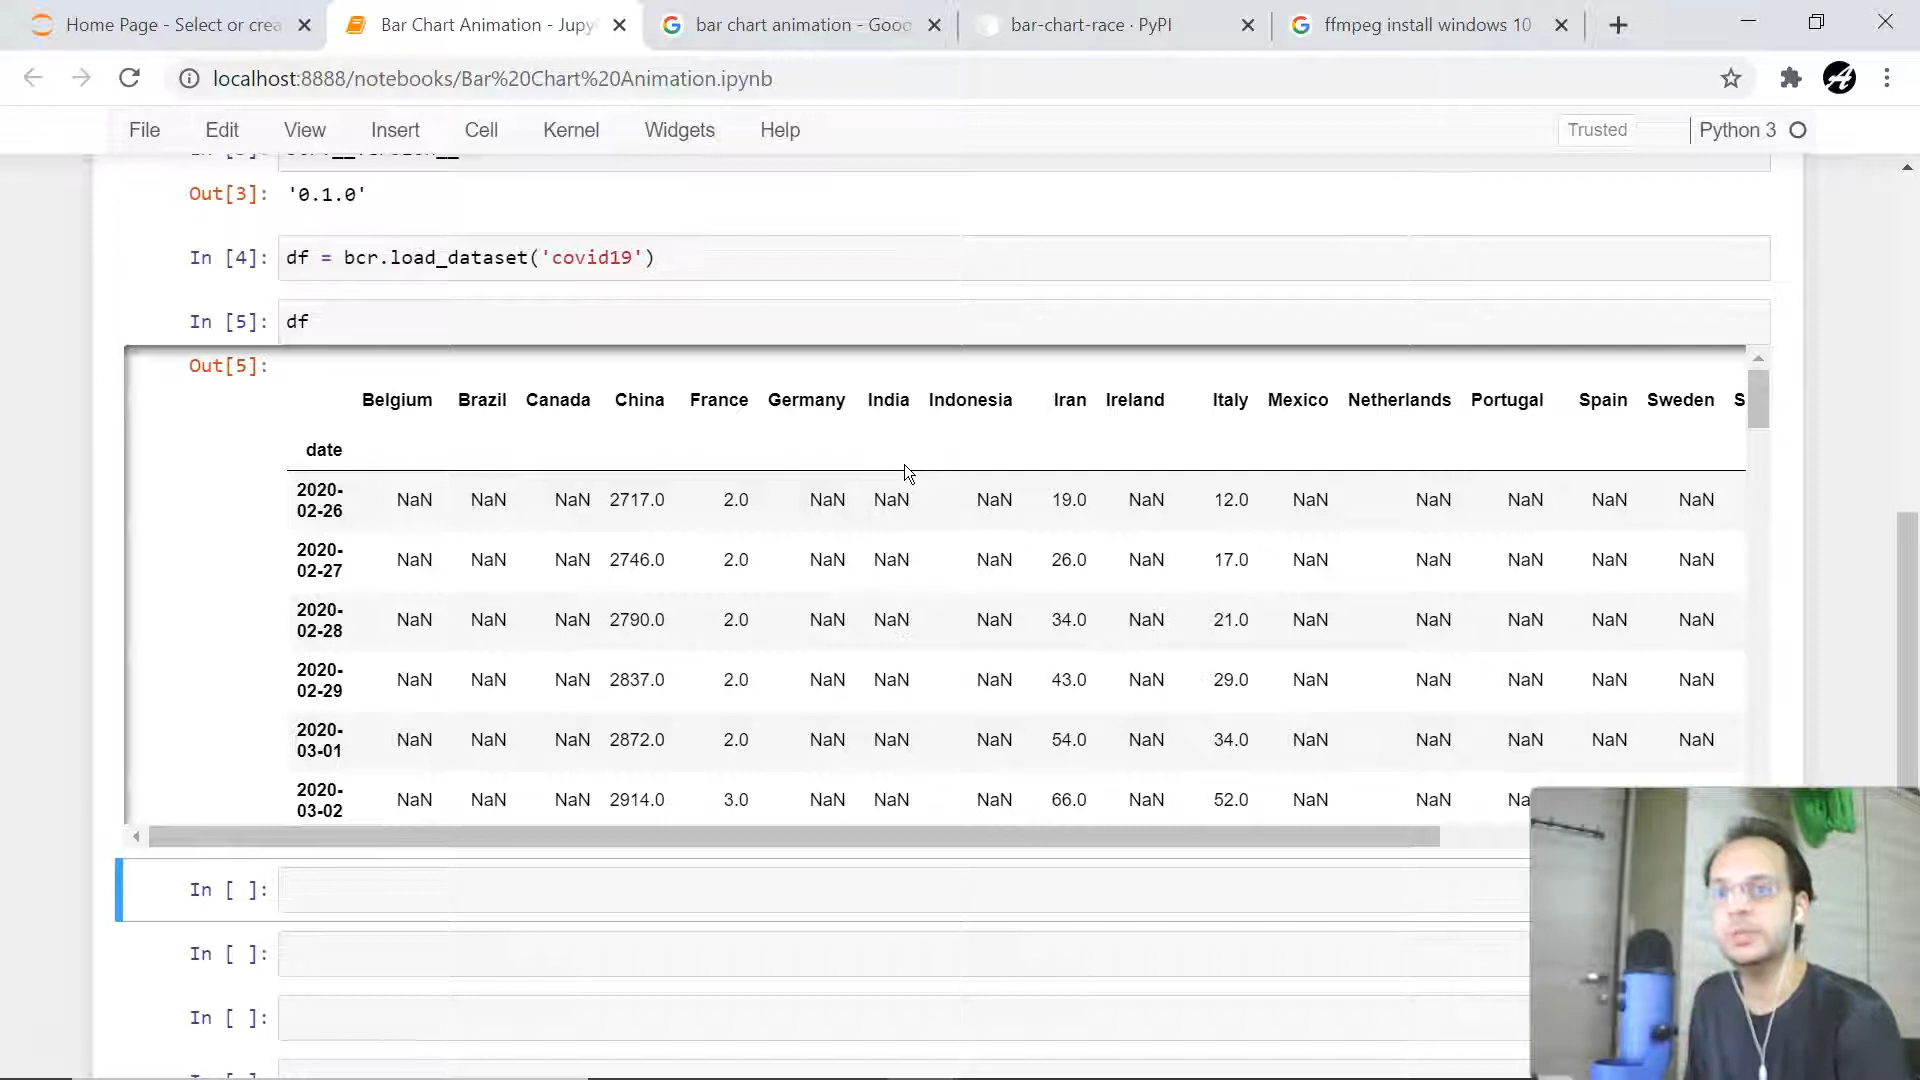 Home Page - Select or crea
Bar Chart Animation - Jupy
bar chart animation - Goog
bar-chart-race · PyPI
ffmpeg install windows 10
localhost:8888/notebooks/Bar%20Chart%20Animation.ipynb
File Edit View Insert Cell Kernel Widgets Help Trusted Python 3
Out[3]: '0.1.0'
In [4]: df = bcr.load_dataset('covid19')
In [5]: df
Out[5]:
Belgium Brazil Canada China France Germany India Indonesia Iran Ireland Italy Mexico Netherlands Portugal Spain Sweden S
date
2020-02-26 NaN NaN NaN 2717.0 2.0 NaN NaN NaN 19.0 NaN 12.0 NaN NaN NaN NaN NaN
2020-02-27 NaN NaN NaN 2746.0 2.0 NaN NaN NaN 26.0 NaN 17.0 NaN NaN NaN NaN NaN
2020-02-28 NaN NaN NaN 2790.0 2.0 NaN NaN NaN 34.0 NaN 21.0 NaN NaN NaN NaN NaN
2020-02-29 NaN NaN NaN 2837.0 2.0 NaN NaN NaN 43.0 NaN 29.0 NaN NaN NaN NaN NaN
2020-03-01 NaN NaN NaN 2872.0 2.0 NaN NaN NaN 54.0 NaN 34.0 NaN NaN NaN NaN NaN
2020-03-02 NaN NaN NaN 2914.0 3.0 NaN NaN NaN 66.0 NaN 52.0 NaN NaN Na
In [ ]:
In [ ]:
In [ ]: